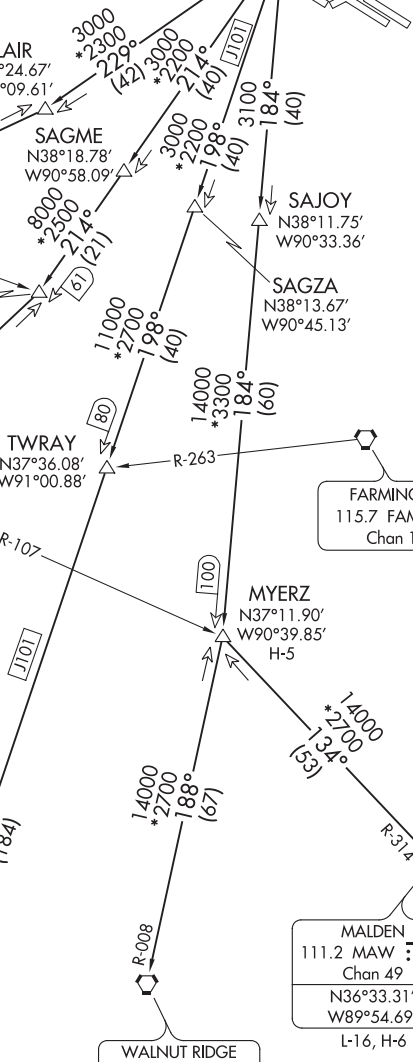 3000
*2300
229°
(42)
3000
*2200
214°
(40)
J101
3000
*2200
198°
(40)
3100
184°
(40)
LAIR
°24.67'
°09.61'
SAGME
N38°18.78'
W90°58.09'
SAJOY
N38°11.75'
W90°33.36'
SAGZA
N38°13.67'
W90°45.13'
8000
*2500
214°
(21)
61
11000
*2700
198°
(40)
14000
*3300
184°
(60)
80
TWRAY
N37°36.08'
W91°00.88'
R-263
FARMING
115.7 FAM
Chan 1
R-107
100
MYERZ
N37°11.90'
W90°39.85'
H-5
J101
14000
*2700
134°
(53)
14000
*2700
188°
(67)
(184)
R-314
R-008
MALDEN
111.2 MAW
Chan 49
N36°33.31'
W89°54.69
L-16, H-6
WALNUT RIDGE